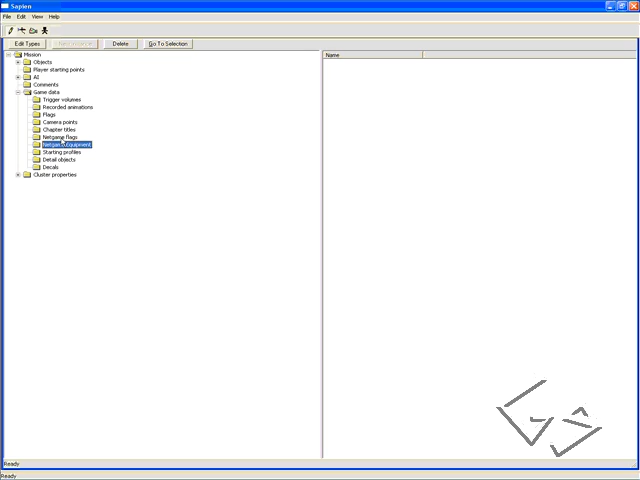 Sapien
File Edit View Help
Edit Types Delete Go To Selection
Mission
Objects
Player starting points
AI
Comments
Game data
Trigger volumes
Recorded animations
Flags
Camera points
Chapter titles
Netgame flags
Netgame equipment
Starting profiles
Detail objects
Decals
Cluster properties
Name
Ready
Ready